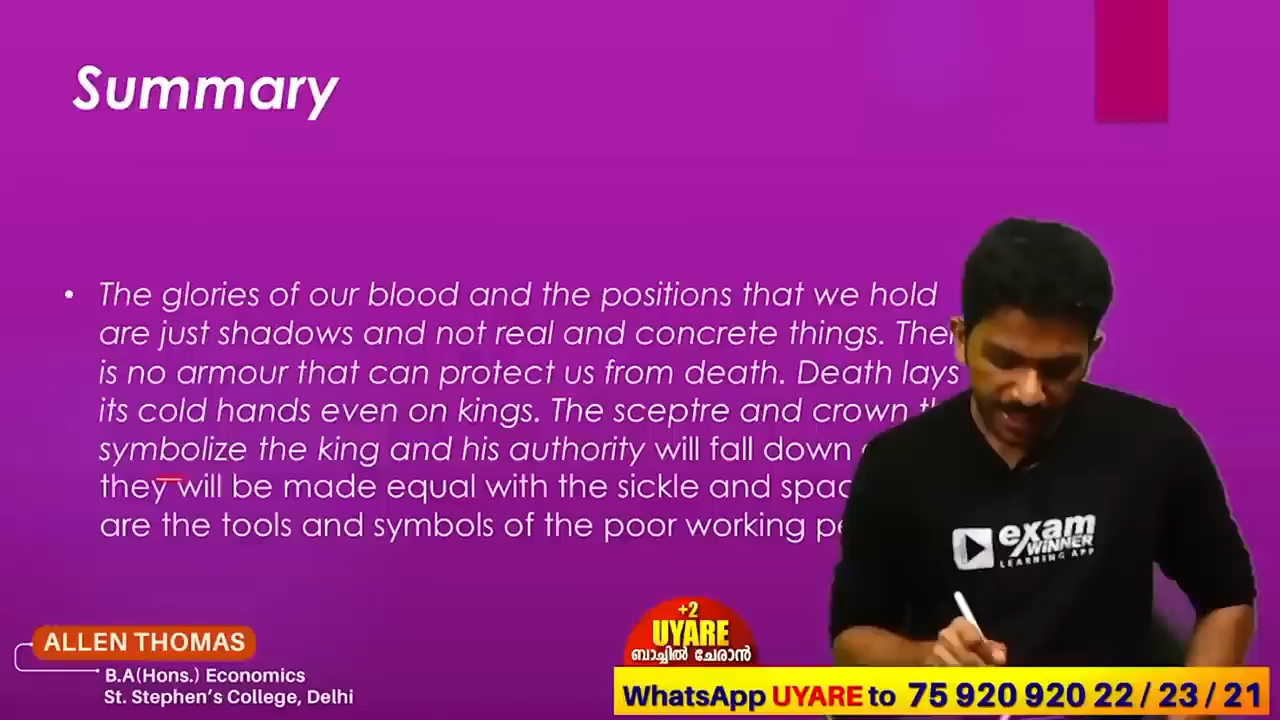 Summary
• The glories of our blood and the positions that we hold
are just shadows and not real and concrete things.
is no armour that can protect us from death. Death lays
its cold hands even on kings. The sceptre and crown
symbolize the king and his authority will fall down
they will be made equal with the sickle and
are the tools and symbols of the poor working
exam
WINNER
LEARNING APP
ALLEN THOMAS
B.A(Hons.) Economics
St. Stephen's College, Delhi
+2
UYARE
ബാച്ചിൽ ചേരാൻ
WhatsApp UYARE to 75 920 920 22 / 23 / 21